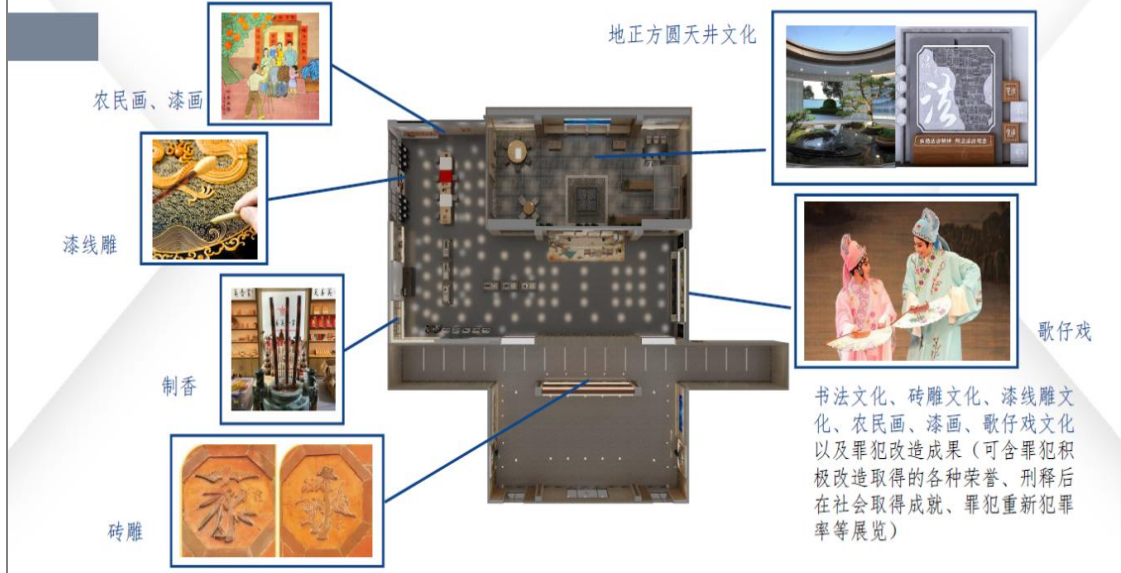 地正方圆天井文化
农民画、漆画
漆线雕
制香
砖雕
法
歌仔戏
书法文化、砖雕文化、漆线雕文
化、农民画、漆画、歌仔戏文化
以及罪犯改造成果（可含罪犯积
极改造取得的各种荣誉、刑释后
在社会取得成就、罪犯重新犯罪
率等展览）